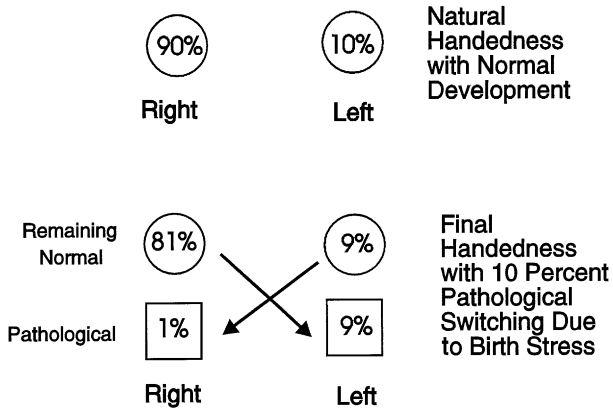 90%
10%
Natural
Handedness
with Normal
Development
Right
Left
Remaining
Normal
81%
9%
Final
Handedness
with 10 Percent
Pathological
Switching Due
to Birth Stress
Pathological
1%
9%
Right
Left